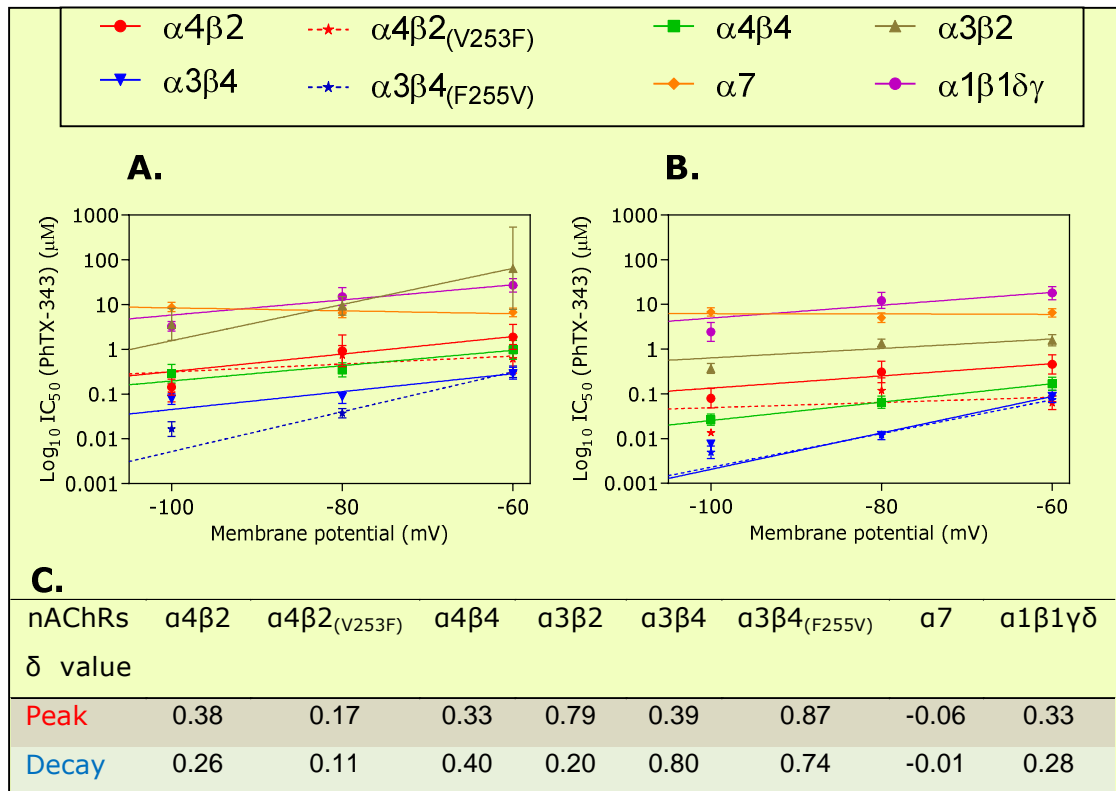 α4β2 α4β2(V253F) α4β4 α3β2
α3β4 α3β4(F255V) α7 α1β1δγ
A.
Log10 IC50 (PhTX-343) (μM)
1000
100
10
1
0.1
0.01
0.001
-100 -80 -60
Membrane potential (mV)
B.
Log10 IC50 (PhTX-343) (μM)
1000
100
10
1
0.1
0.01
0.001
-100 -80 -60
Membrane potential (mV)
C.
nAChRs α4β2 α4β2(V253F) α4β4 α3β2 α3β4 α3β4(F255V) α7 α1β1γδ
δ value
Peak 0.38 0.17 0.33 0.79 0.39 0.87 -0.06 0.33
Decay 0.26 0.11 0.40 0.20 0.80 0.74 -0.01 0.28